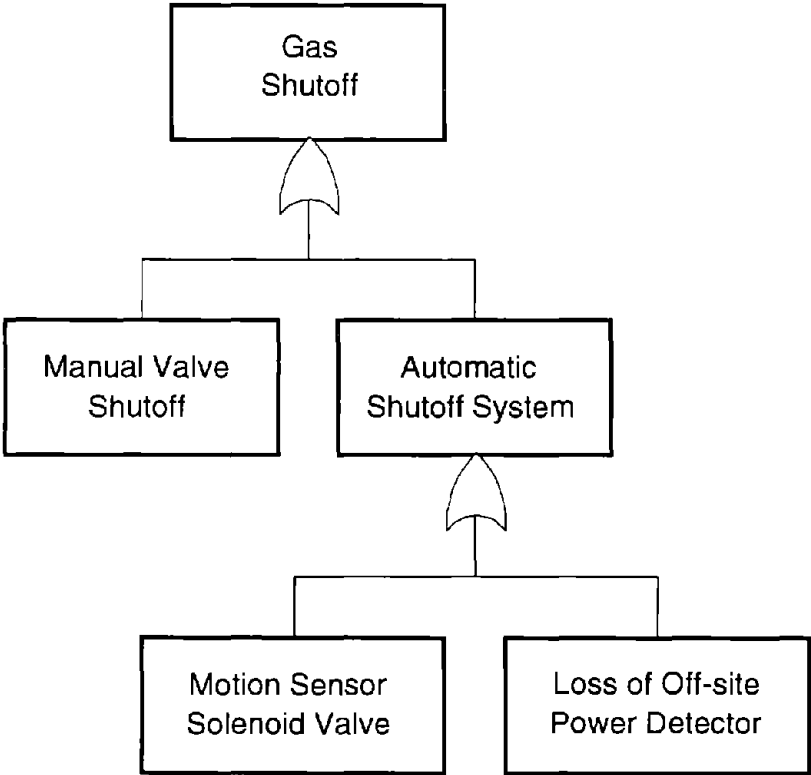 Gas
Shutoff
Manual Valve
Shutoff
Automatic
Shutoff System
Motion Sensor
Solenoid Valve
Loss of Off-site
Power Detector